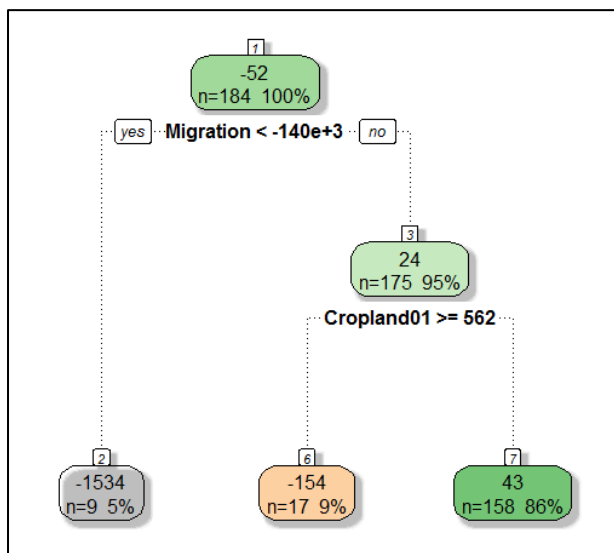 1
-52
n=184 100%
yes Migration < -140e+3 no
3
24
n=175 95%
Cropland01 >= 562
2
-1534
n=9 5%
6
-154
n=17 9%
7
43
n=158 86%